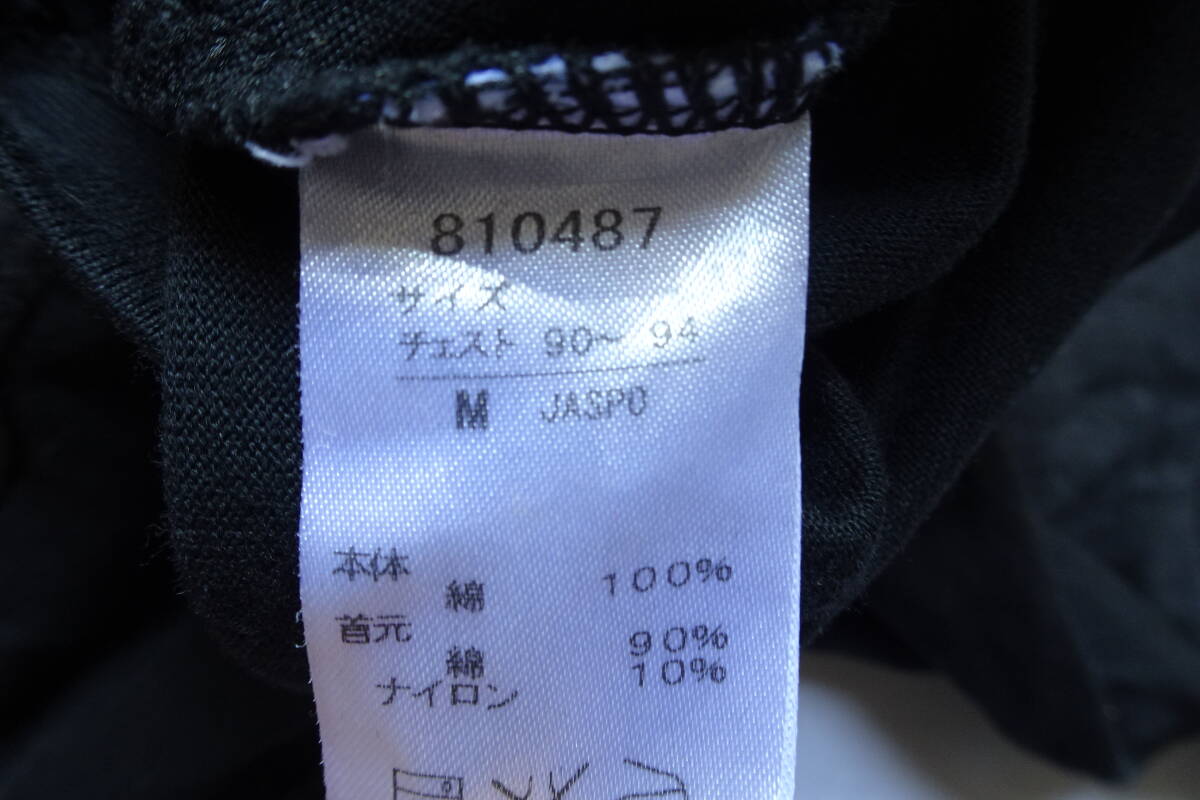 810487
サイズ
チェスト 90~ 94
M JASPO
本体
綿 100%
首元
綿 90%
ナイロン 10%